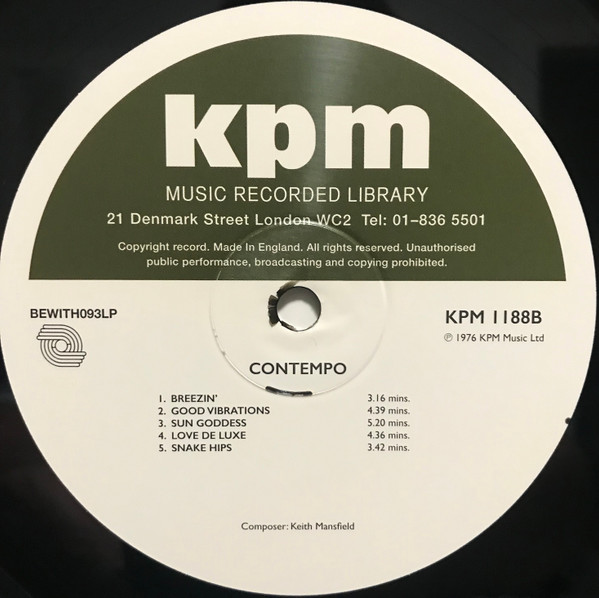 kpm
MUSIC RECORDED LIBRARY
21 Denmark Street London WC2 Tel: 01-836 5501
Copyright record. Made In England. All rights reserved. Unauthorised
public performance, broadcasting and copying prohibited.
BEWITH093LP
KPM 1188B
℗ 1976 KPM Music Ltd
CONTEMPO
1. BREEZIN' 3.16 mins.
2. GOOD VIBRATIONS 4.39 mins.
3. SUN GODDESS 5.20 mins.
4. LOVE DE LUXE 4.36 mins.
5. SNAKE HIPS 3.42 mins.
Composer: Keith Mansfield